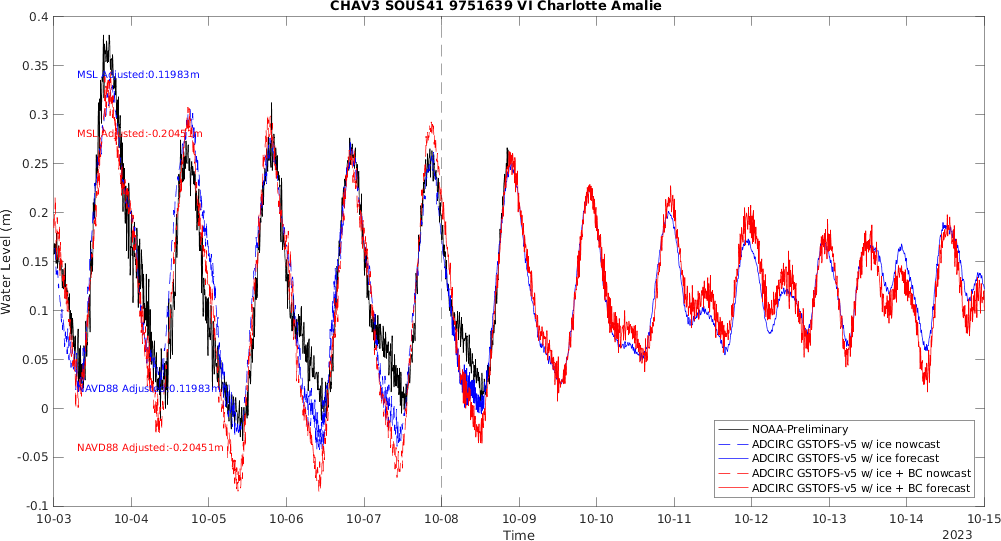 CHAV3 SOUS41 9751639 VI Charlotte Amalie
0.4
0.35
0.3
0.25
0.2
0.15
0.1
0.05
0
-0.05
-0.1
Water Level (m)
MSL Adjusted:0.11983m
MSL Adjusted:-0.20451m
NAVD88 Adjusted:0.11983m
NAVD88 Adjusted:-0.20451m
NOAA-Preliminary
ADCIRC GSTOFS-v5 w/ ice nowcast
ADCIRC GSTOFS-v5 w/ ice forecast
ADCIRC GSTOFS-v5 w/ ice + BC nowcast
ADCIRC GSTOFS-v5 w/ ice + BC forecast
10-03 10-04 10-05 10-06 10-07 10-08 10-09 10-10 10-11 10-12 10-13 10-14 10-15
Time
2023